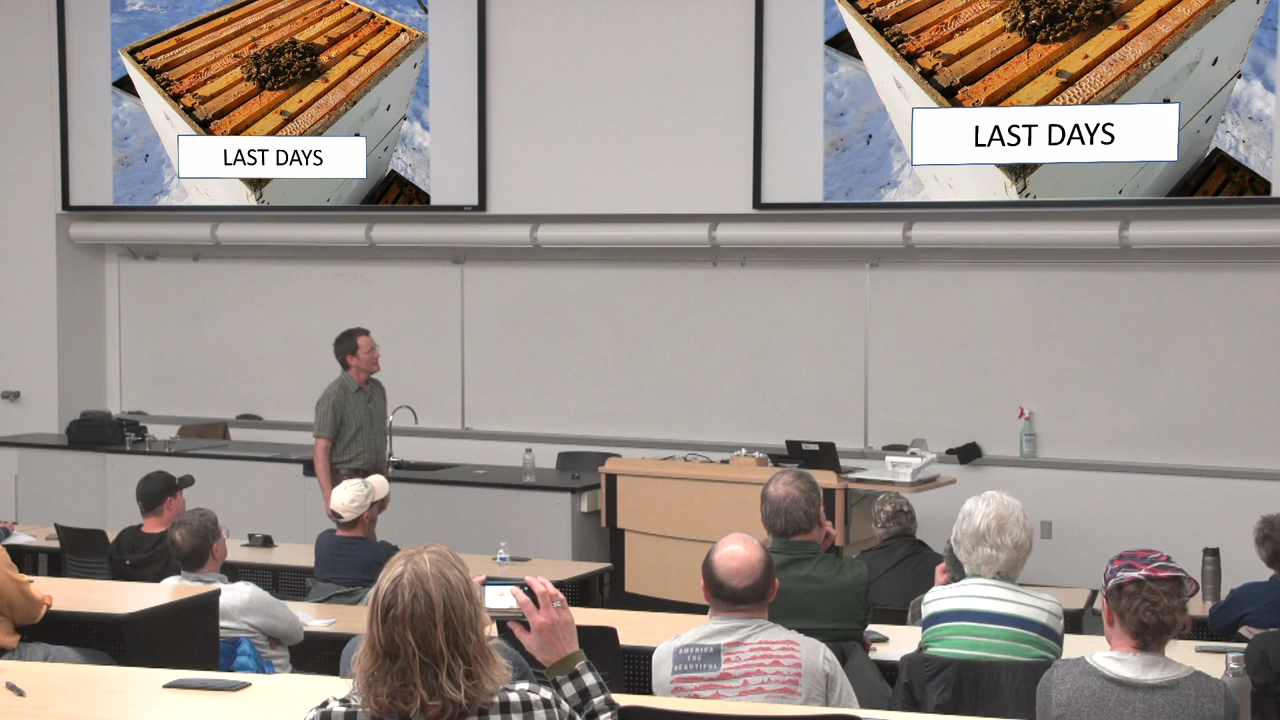 LAST DAYS
LAST DAYS
AMERICA
THE
BEAUTIFUL